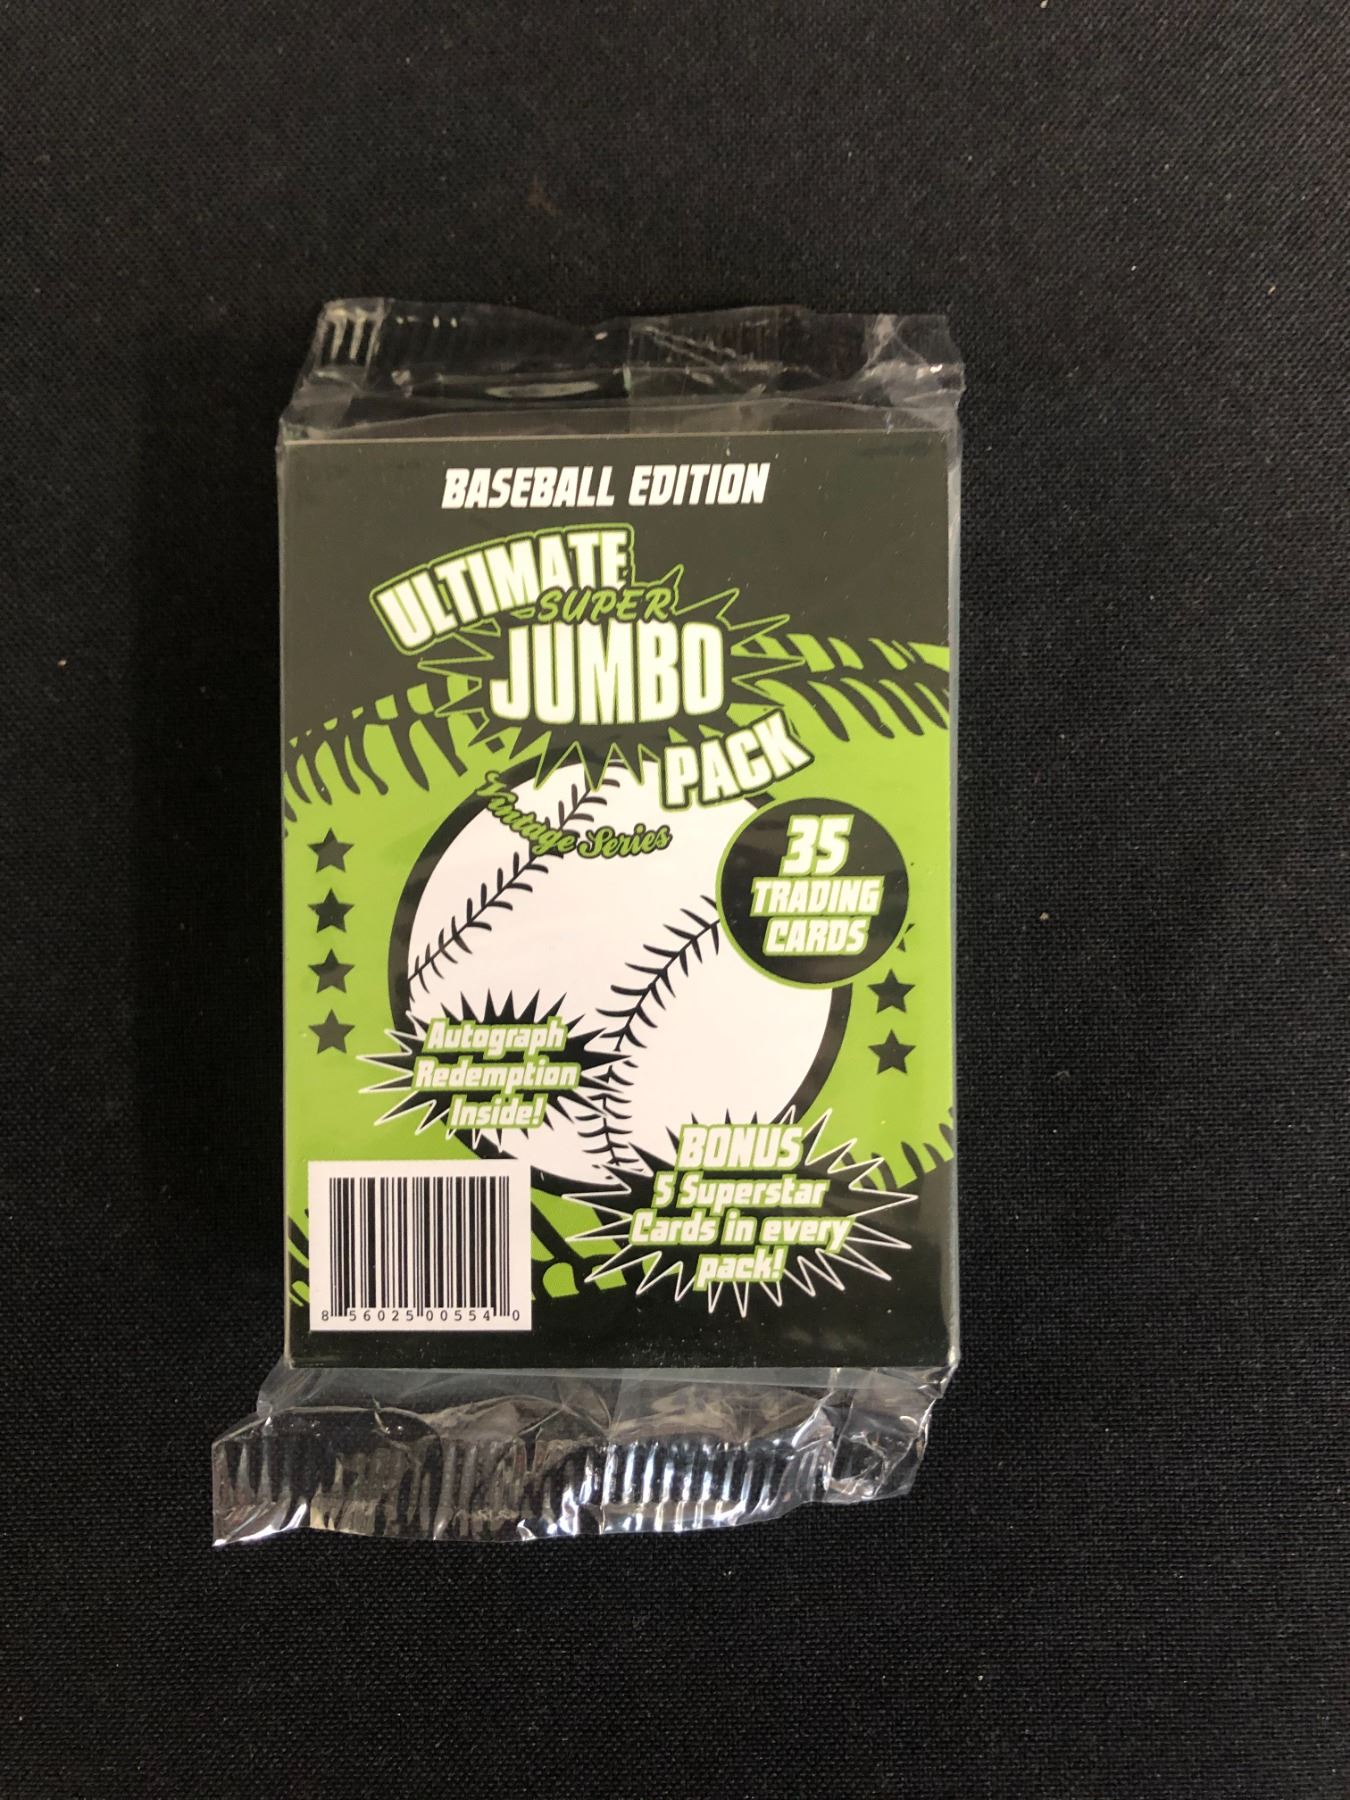 BASEBALL EDITION
ULTIMATE
SUPER
JUMBO
PACK
Vintage Series
35
TRADING
CARDS
Autograph
Redemption
Inside!
BONUS
5 Superstar
Cards in every
pack!
8 56025 00554 0